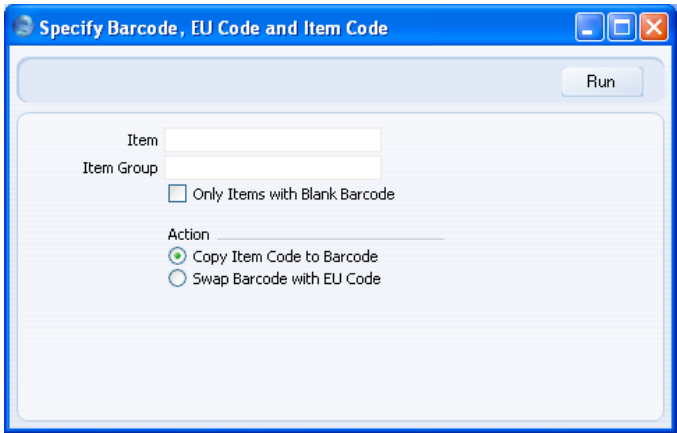 Specify Barcode, EU Code and Item Code
Run
Item
Item Group
Only Items with Blank Barcode
Action
Copy Item Code to Barcode
Swap Barcode with EU Code